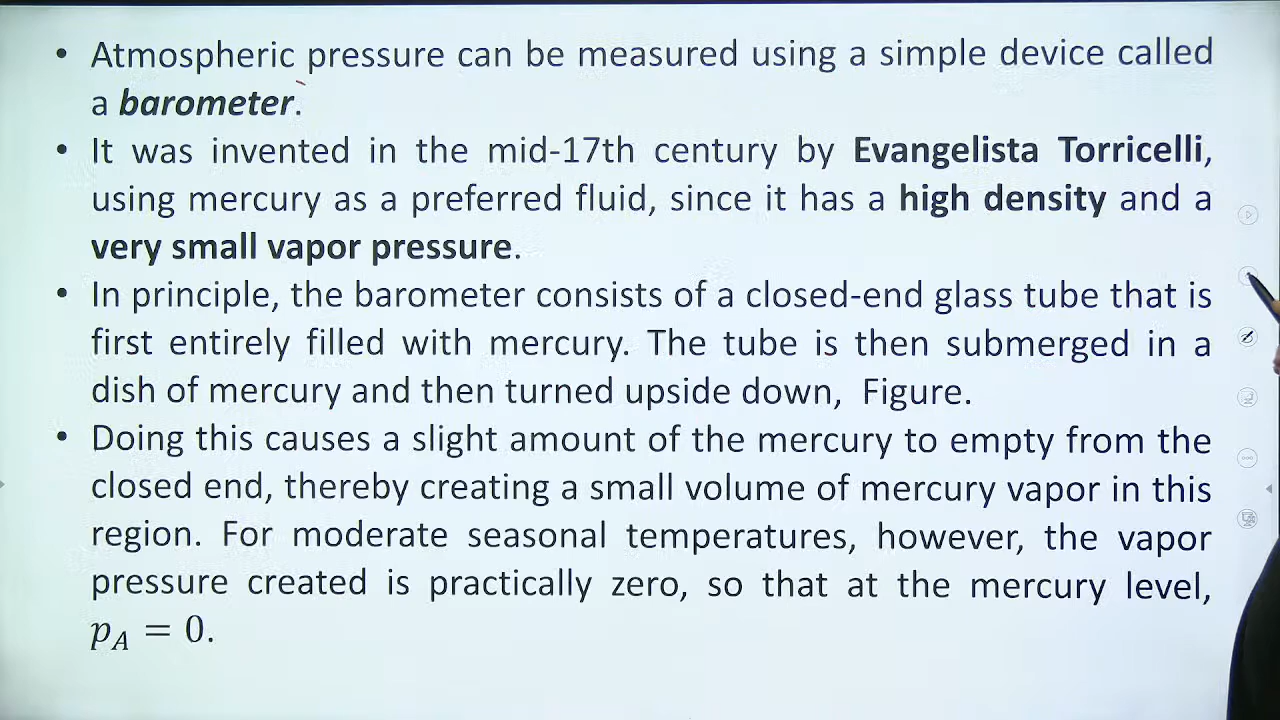 • Atmospheric pressure can be measured using a simple device called
a barometer.
• It was invented in the mid-17th century by Evangelista Torricelli,
using mercury as a preferred fluid, since it has a high density and a
very small vapor pressure.
• In principle, the barometer consists of a closed-end glass tube that is
first entirely filled with mercury. The tube is then submerged in a
dish of mercury and then turned upside down, Figure.
• Doing this causes a slight amount of the mercury to empty from the
closed end, thereby creating a small volume of mercury vapor in this
region. For moderate seasonal temperatures, however, the vapor
pressure created is practically zero, so that at the mercury level,
p_A = 0.